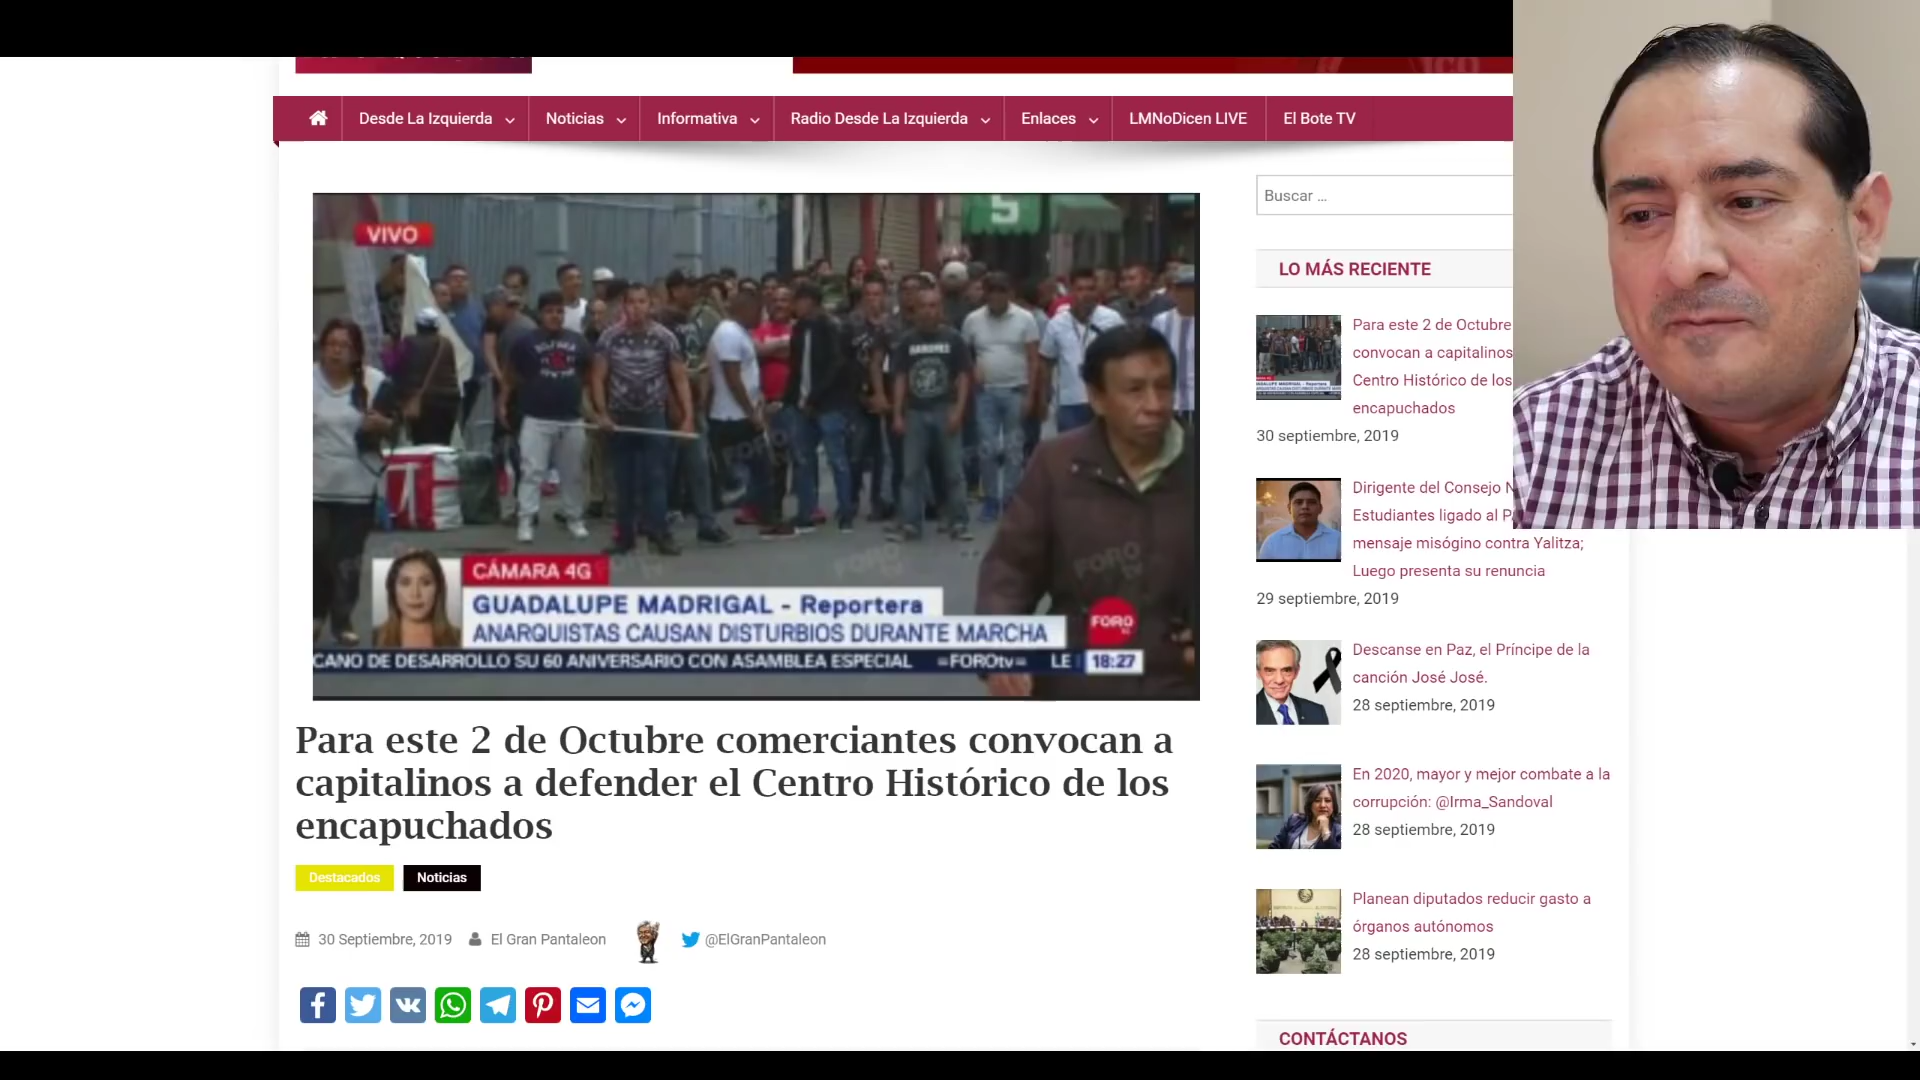 Desde La Izquierda
Noticias
Informativa
Radio Desde La Izquierda
Enlaces
LMNoDicen LIVE
El Bote TV
VIVO
5
CÁMARA 4G
GUADALUPE MADRIGAL - Reportera
ANARQUISTAS CAUSAN DISTURBIOS DURANTE MARCHA
CANO DE DESARROLLO SU 60 ANIVERSARIO CON ASAMBLEA ESPECIAL =FOROtv= LE
18:27
FORO
Para este 2 de Octubre comerciantes convocan a
capitalinos a defender el Centro Histórico de los
encapuchados
Destacados
Noticias
30 Septiembre, 2019
El Gran Pantaleon
@ElGranPantaleon
Buscar ...
LO MÁS RECIENTE
Para este 2 de Octubre
convocan a capitalinos
Centro Histórico de los
encapuchados
30 septiembre, 2019
Dirigente del Consejo
Estudiantes ligado al
mensaje misógino contra Yalitza;
Luego presenta su renuncia
29 septiembre, 2019
Descanse en Paz, el Príncipe de la
canción José José.
28 septiembre, 2019
En 2020, mayor y mejor combate a la
corrupción: @Irma_Sandoval
28 septiembre, 2019
Planean diputados reducir gasto a
órganos autónomos
28 septiembre, 2019
CONTÁCTANOS